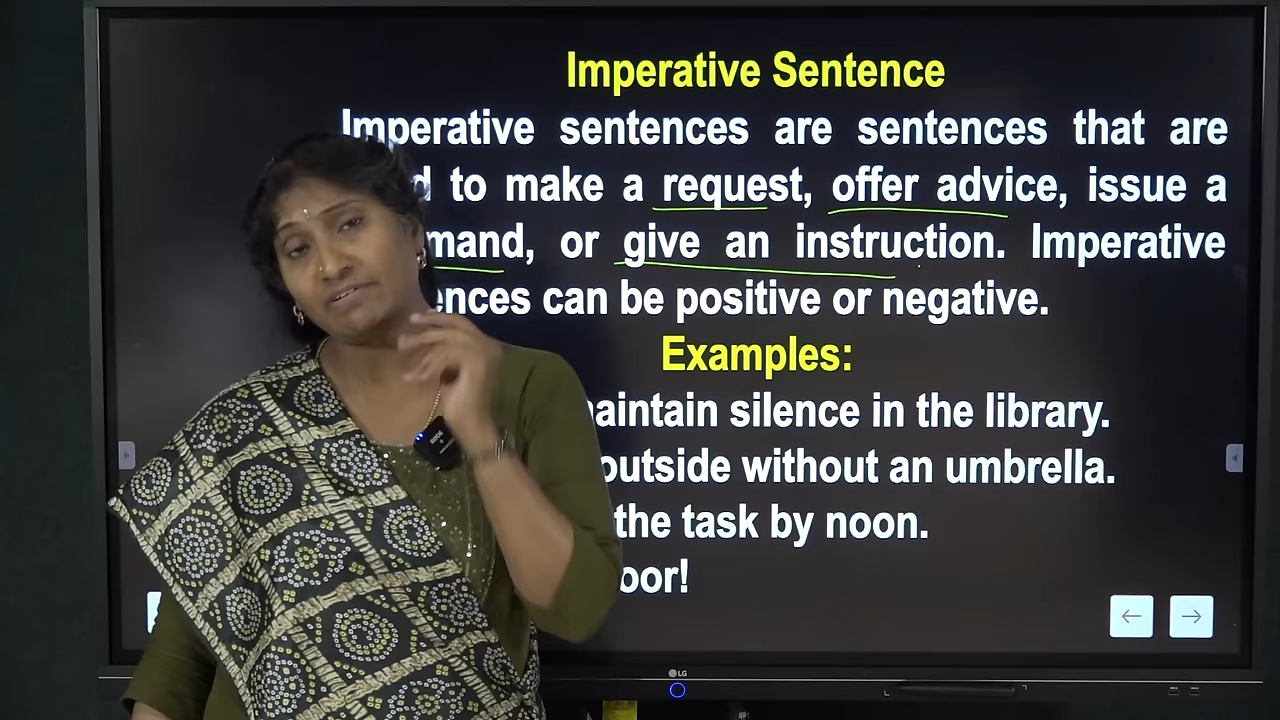 Imperative Sentence
Imperative sentences are sentences that are
to make a request, offer advice, issue a
mand, or give an instruction. Imperative
ences can be positive or negative.
Examples:
aintain silence in the library.
outside without an umbrella.
the task by noon.
oor!
LG